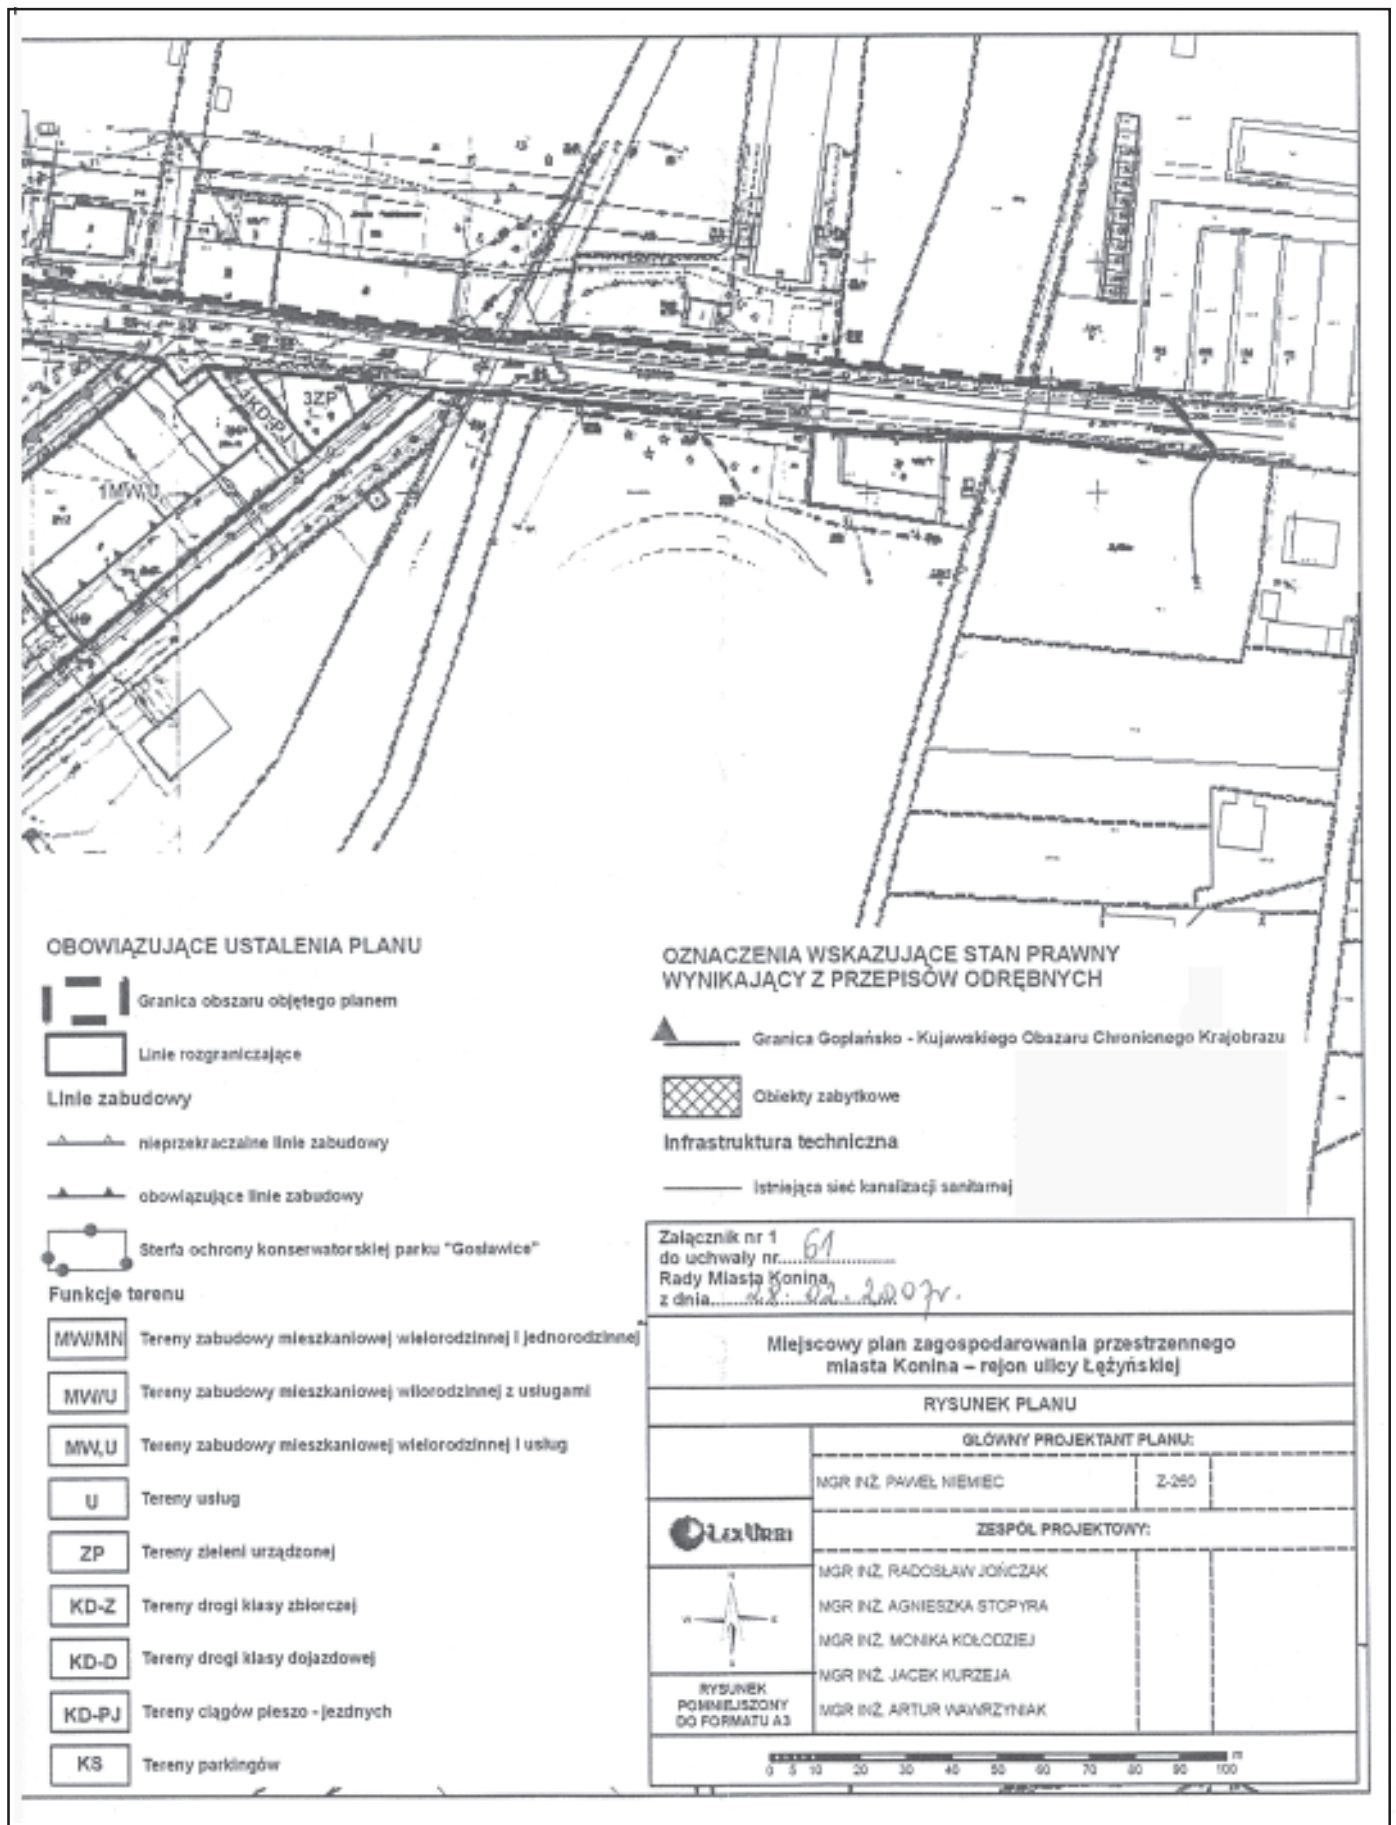 3ZP
1KD-PJ
1MW/U
OBOWIĄZUJĄCE USTALENIA PLANU
Granica obszaru objętego planem
Linie rozgraniczające
Linie zabudowy
nieprzekraczalne linie zabudowy
obowiązujące linie zabudowy
Sterfa ochrony konserwatorskiej parku "Gosławice"
Funkcje terenu
MW/MN Tereny zabudowy mieszkaniowej wielorodzinnej i jednorodzinnej
MW/U Tereny zabudowy mieszkaniowej wilorodzinnej z usługami
MW,U Tereny zabudowy mieszkaniowej wielorodzinnej i usług
U Tereny usług
ZP Tereny zieleni urządzonej
KD-Z Tereny drogi klasy zbiorczej
KD-D Tereny drogi klasy dojazdowej
KD-PJ Tereny ciągów pieszo - jezdnych
KS Tereny parkingów
OZNACZENIA WSKAZUJĄCE STAN PRAWNY
WYNIKAJĄCY Z PRZEPISÓW ODRĘBNYCH
Granica Goplańsko - Kujawskiego Obszaru Chronionego Krajobrazu
Obiekty zabytkowe
Infrastruktura techniczna
Istniejąca sieć kanalizacji sanitarnej
Załącznik nr 1
do uchwały nr 61
Rady Miasta Konina
z dnia 28.02.2007r.
Miejscowy plan zagospodarowania przestrzennego
miasta Konina – rejon ulicy Łężyńskiej
RYSUNEK PLANU
GŁÓWNY PROJEKTANT PLANU:
MGR INŻ. PAWEŁ NIEMIEC Z-260
LEXURBI
ZESPÓŁ PROJEKTOWY:
MGR INŻ. RADOSŁAW JOŃCZAK
MGR INŻ. AGNIESZKA STOPYRA
MGR INŻ. MONIKA KOŁODZIEJ
MGR INŻ. JACEK KURZEJA
MGR INŻ. ARTUR WAWRZYNIAK
N
W E
S
RYSUNEK
POMNIEJSZONY
DO FORMATU A3
m
0 5 10 20 30 40 50 60 70 80 90 100